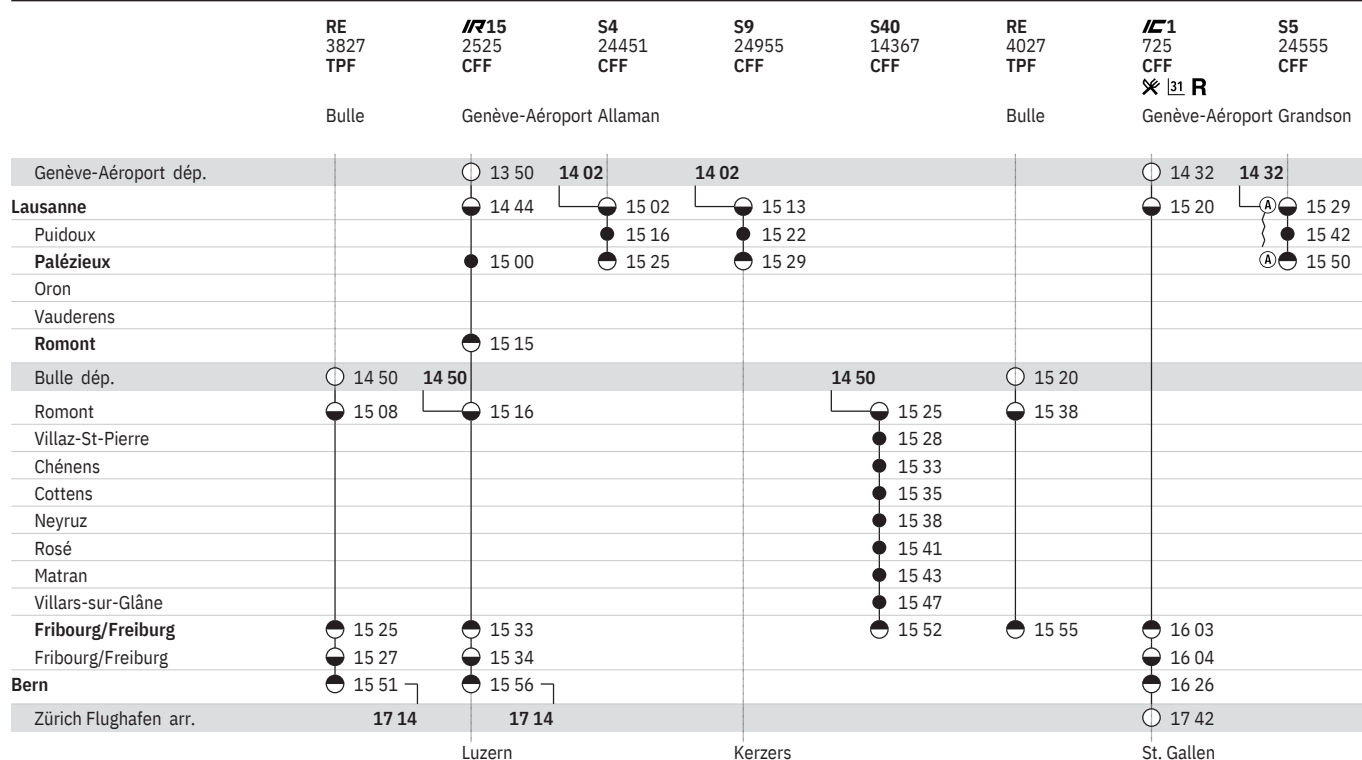 RE IR15 S4 S9 S40 RE IC1 S5
3827 2525 24451 24955 14367 4027 725 24555
TPF CFF CFF CFF CFF TPF CFF CFF
31 R
Bulle Genève-Aéroport Allaman Bulle Genève-Aéroport Grandson
Genève-Aéroport dép. 13 50 14 02 14 02 14 32 14 32
Lausanne 14 44 15 02 15 13 15 20 A 15 29
Puidoux 15 16 15 22 15 42
Palézieux 15 00 15 25 15 29 A 15 50
Oron
Vauderens
Romont 15 15
Bulle dép. 14 50 14 50 14 50 15 20
Romont 15 08 15 16 15 25 15 38
Villaz-St-Pierre 15 28
Chénens 15 33
Cottens 15 35
Neyruz 15 38
Rosé 15 41
Matran 15 43
Villars-sur-Glâne 15 47
Fribourg/Freiburg 15 25 15 33 15 52 15 55 16 03
Fribourg/Freiburg 15 27 15 34 16 04
Bern 15 51 15 56 16 26
Zürich Flughafen arr. 17 14 17 14 17 42
Luzern Kerzers St. Gallen